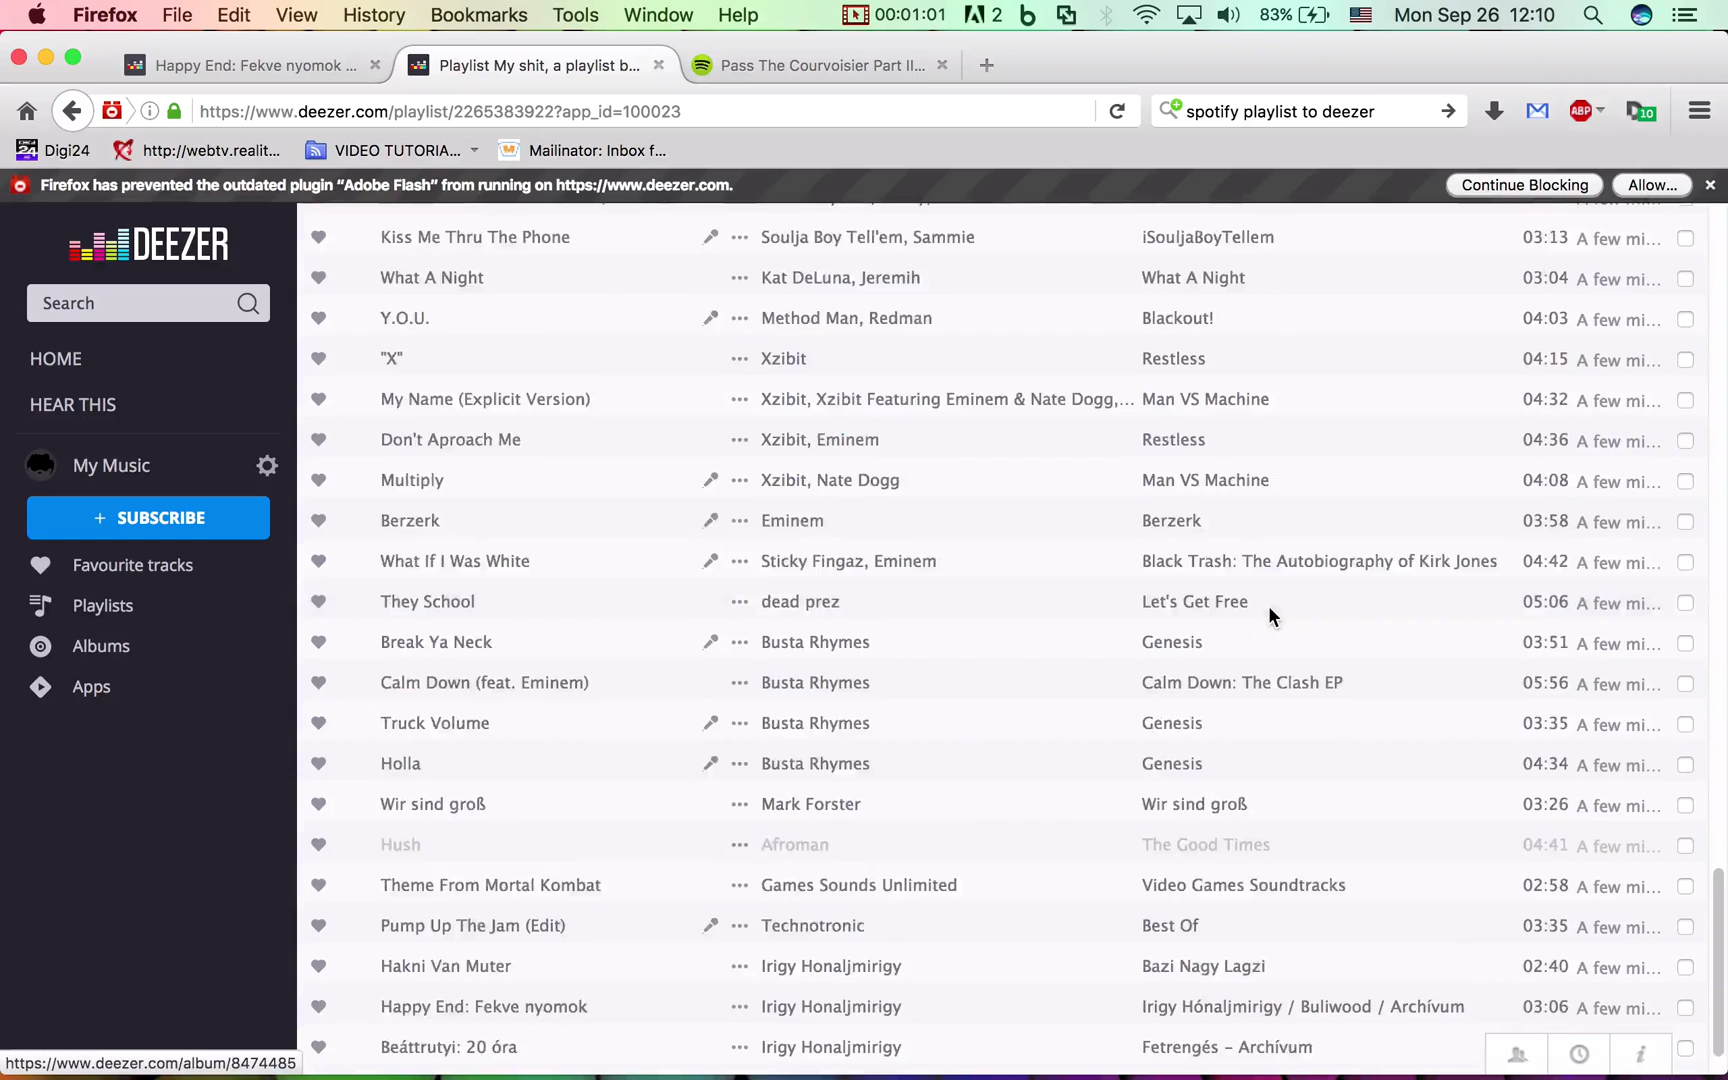 Firefox File Edit View History Bookmarks Tools Window Help 00:01:01 2 83% Mon Sep 26 12:10
Happy End: Fekve nyomok ... Playlist My shit, a playlist b... Pass The Courvoisier Part II...
https://www.deezer.com/playlist/2265383922?app_id=100023 spotify playlist to deezer ABP 10
Digi24 http://webtv.realit... VIDEO TUTORIA... Mailinator: Inbox f...
Firefox has prevented the outdated plugin “Adobe Flash” from running on https://www.deezer.com. Continue Blocking Allow...
DEEZER
Search
HOME
HEAR THIS
My Music
+ SUBSCRIBE
Favourite tracks
Playlists
Albums
Apps
Kiss Me Thru The Phone Soulja Boy Tell'em, Sammie iSouljaBoyTellem 03:13 A few mi...
What A Night Kat DeLuna, Jeremih What A Night 03:04 A few mi...
Y.O.U. Method Man, Redman Blackout! 04:03 A few mi...
"X" Xzibit Restless 04:15 A few mi...
My Name (Explicit Version) Xzibit, Xzibit Featuring Eminem & Nate Dogg,... Man VS Machine 04:32 A few mi...
Don't Aproach Me Xzibit, Eminem Restless 04:36 A few mi...
Multiply Xzibit, Nate Dogg Man VS Machine 04:08 A few mi...
Berzerk Eminem Berzerk 03:58 A few mi...
What If I Was White Sticky Fingaz, Eminem Black Trash: The Autobiography of Kirk Jones 04:42 A few mi...
They School dead prez Let's Get Free 05:06 A few mi...
Break Ya Neck Busta Rhymes Genesis 03:51 A few mi...
Calm Down (feat. Eminem) Busta Rhymes Calm Down: The Clash EP 05:56 A few mi...
Truck Volume Busta Rhymes Genesis 03:35 A few mi...
Holla Busta Rhymes Genesis 04:34 A few mi...
Wir sind groß Mark Forster Wir sind groß 03:26 A few mi...
Hush Afroman The Good Times 04:41 A few mi...
Theme From Mortal Kombat Games Sounds Unlimited Video Games Soundtracks 02:58 A few mi...
Pump Up The Jam (Edit) Technotronic Best Of 03:35 A few mi...
Hakni Van Muter Irigy Honaljmirigy Bazi Nagy Lagzi 02:40 A few mi...
Happy End: Fekve nyomok Irigy Honaljmirigy Irigy Hónaljmirigy / Buliwood / Archívum 03:06 A few mi...
Beáttrutyi: 20 óra Irigy Honaljmirigy Fetrengés - Archívum
https://www.deezer.com/album/8474485